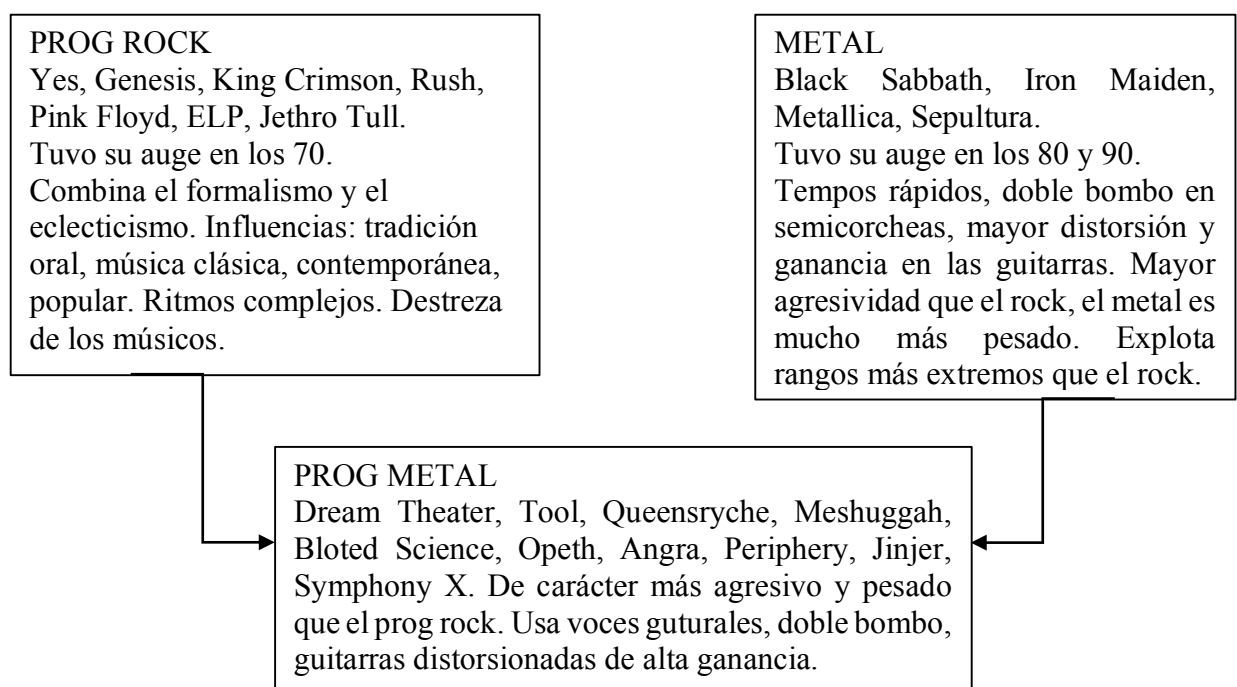 PROG ROCK
Yes, Genesis, King Crimson, Rush,
Pink Floyd, ELP, Jethro Tull.
Tuvo su auge en los 70.
Combina el formalismo y el
eclecticismo. Influencias: tradición
oral, música clásica, contemporánea,
popular. Ritmos complejos. Destreza
de los músicos.
METAL
Black Sabbath, Iron Maiden,
Metallica, Sepultura.
Tuvo su auge en los 80 y 90.
Tempos rápidos, doble bombo en
semicorcheas, mayor distorsión y
ganancia en las guitarras. Mayor
agresividad que el rock, el metal es
mucho más pesado. Explota
rangos más extremos que el rock.
PROG METAL
Dream Theater, Tool, Queensryche, Meshuggah,
Bloted Science, Opeth, Angra, Periphery, Jinjer,
Symphony X. De carácter más agresivo y pesado
que el prog rock. Usa voces guturales, doble bombo,
guitarras distorsionadas de alta ganancia.